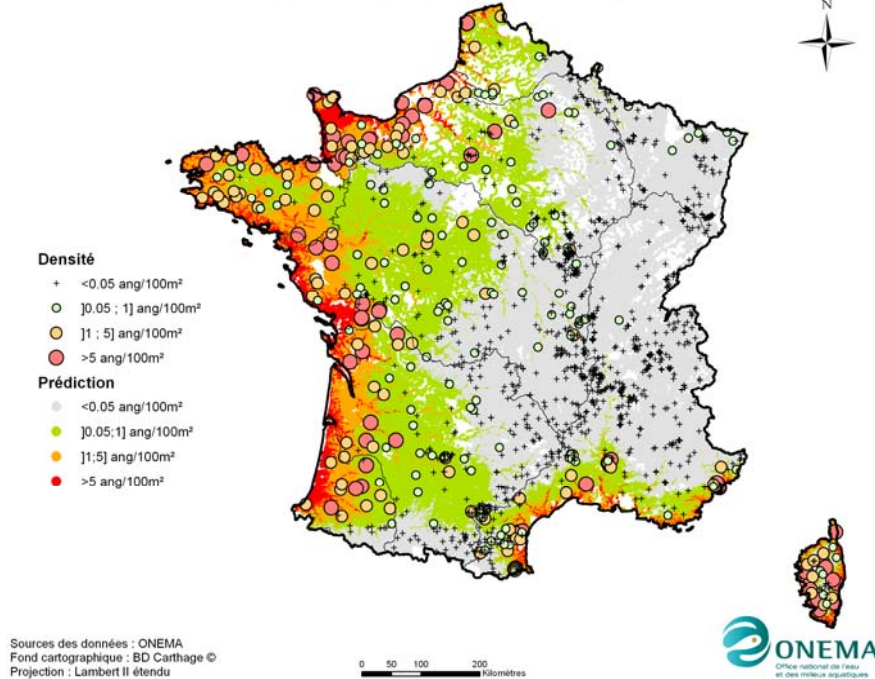 N
Densité
+ <0.05 ang/100m²
]0.05 ; 1] ang/100m²
]1 ; 5] ang/100m²
>5 ang/100m²
Prédiction
<0.05 ang/100m²
]0.05;1] ang/100m²
]1;5] ang/100m²
>5 ang/100m²
Sources des données : ONEMA
Fond cartographique : BD Carthage ©
Projection : Lambert II étendu
0 50 100 200
Kilomètres
ONEMA
Office national de l'eau
et des milieux aquatiques